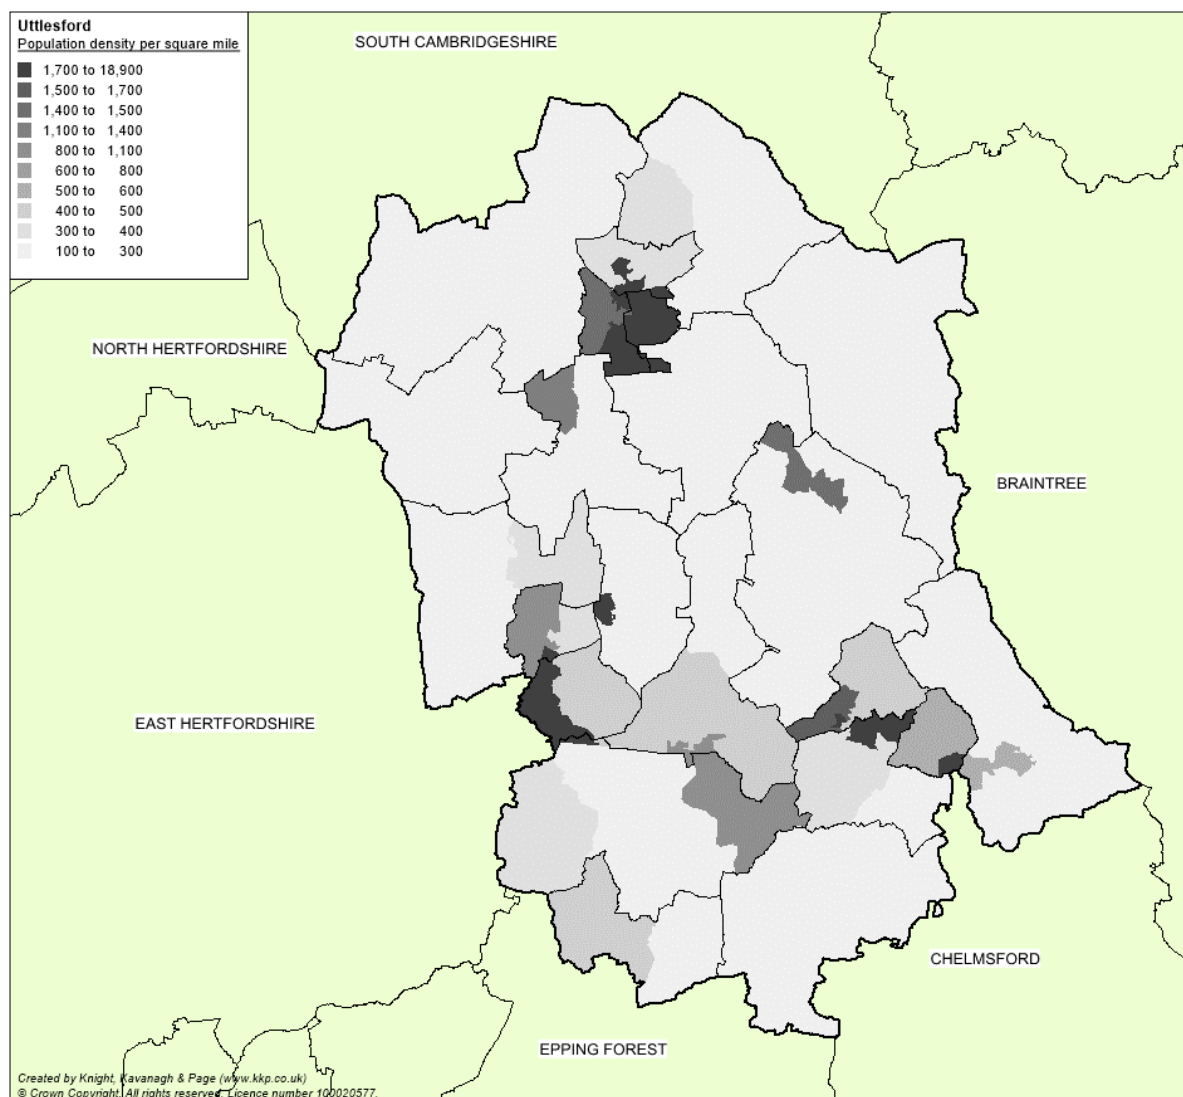 Uttlesford
Population density per square mile
1,700 to 18,900
1,500 to 1,700
1,400 to 1,500
1,100 to 1,400
800 to 1,100
600 to 800
500 to 600
400 to 500
300 to 400
100 to 300
SOUTH CAMBRIDGESHIRE
NORTH HERTFORDSHIRE
BRAINTREE
EAST HERTFORDSHIRE
CHELMSFORD
EPPING FOREST
Created by Knight, Kavanagh & Page (www.kkp.co.uk)
© Crown Copyright. All rights reserved. Licence number 100020577.